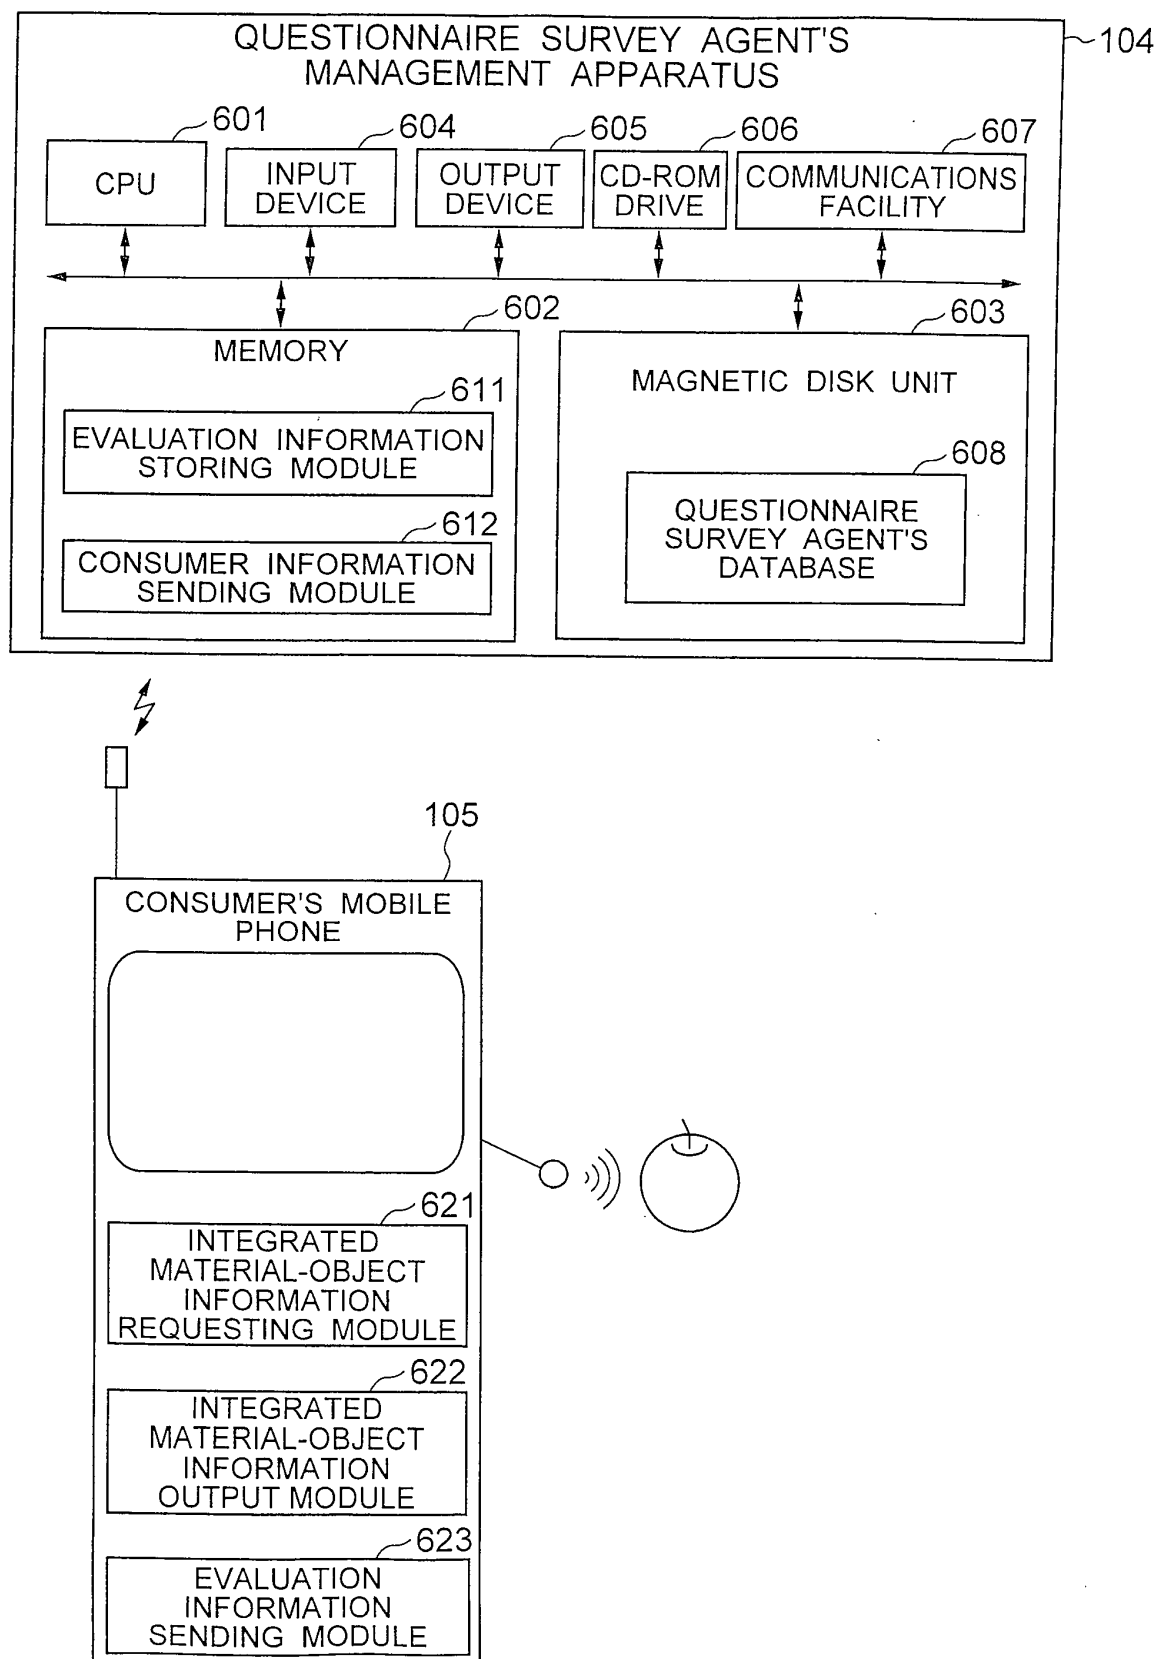 QUESTIONNAIRE SURVEY AGENT'S
MANAGEMENT APPARATUS
104
601
CPU
604
INPUT
DEVICE
605
OUTPUT
DEVICE
606
CD-ROM
DRIVE
607
COMMUNICATIONS
FACILITY
602
MEMORY
611
EVALUATION INFORMATION
STORING MODULE
612
CONSUMER INFORMATION
SENDING MODULE
603
MAGNETIC DISK UNIT
608
QUESTIONNAIRE
SURVEY AGENT'S
DATABASE
105
CONSUMER'S MOBILE
PHONE
621
INTEGRATED
MATERIAL-OBJECT
INFORMATION
REQUESTING MODULE
622
INTEGRATED
MATERIAL-OBJECT
INFORMATION
OUTPUT MODULE
623
EVALUATION
INFORMATION
SENDING MODULE